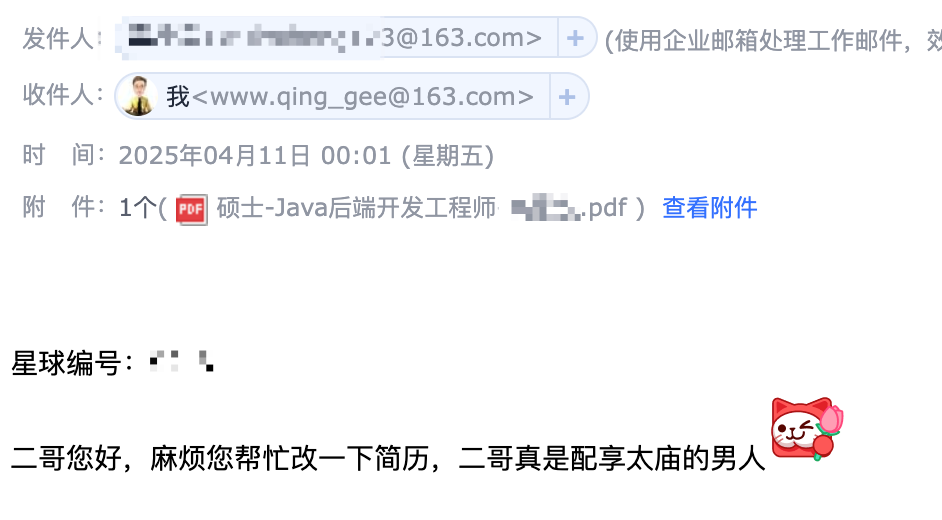 发件人： 3@163.com> + (使用企业邮箱处理工作邮件，效
收件人： 我<www.qing_gee@163.com> +
时 间： 2025年04月11日 00:01 (星期五)
附 件： 1个( PDF 硕士-Java后端开发工程师- .pdf ) 查看附件
星球编号：
二哥您好，麻烦您帮忙改一下简历，二哥真是配享太庙的男人